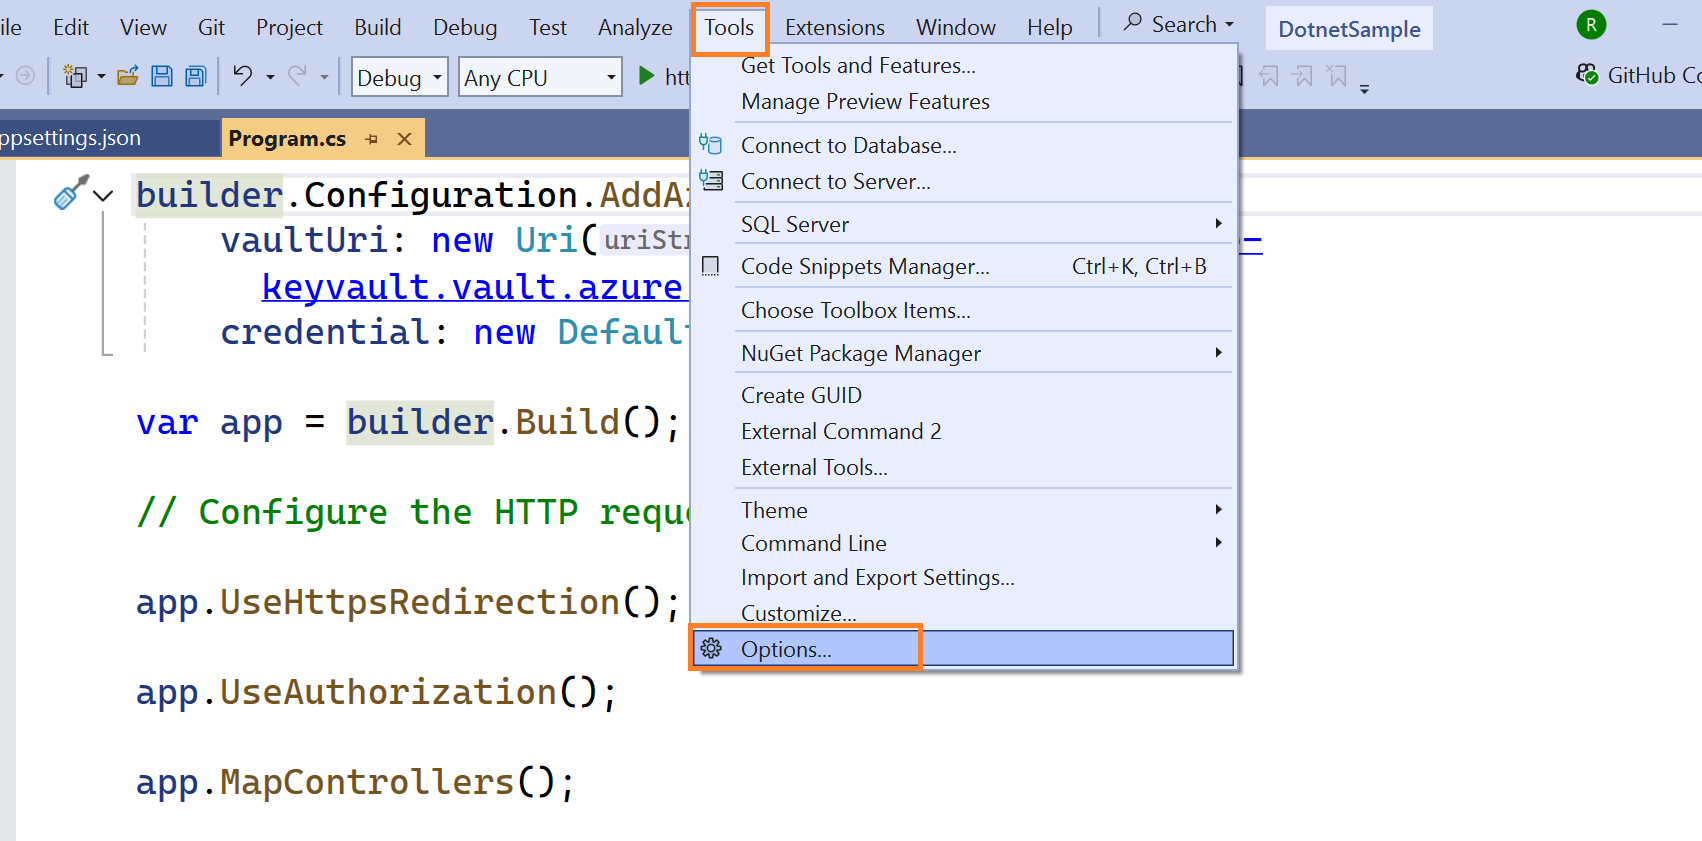 ile Edit View Git Project Build Debug Test Analyze Tools Extensions Window Help Search DotnetSample R
Debug Any CPU htt GitHub Co
ppsettings.json Program.cs
Get Tools and Features...
Manage Preview Features
Connect to Database...
Connect to Server...
SQL Server
Code Snippets Manager... Ctrl+K, Ctrl+B
Choose Toolbox Items...
NuGet Package Manager
Create GUID
External Command 2
External Tools...
Theme
Command Line
Import and Export Settings...
Customize...
Options...
builder.Configuration.AddAz
vaultUri: new Uri(uriStr -
keyvault.vault.azure.
credential: new Default
var app = builder.Build();
// Configure the HTTP reque
app.UseHttpsRedirection();
app.UseAuthorization();
app.MapControllers();